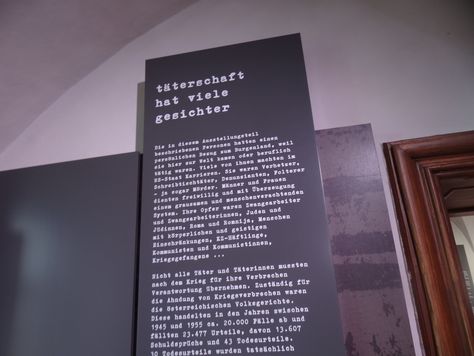 täterschaft
hat viele
gesichter
Die in diesem Ausstellungsteil
beschriebenen Personen hatten einen
persönlichen Bezug zum Burgenland, weil
sie hier zur Welt kamen oder beruflich
tätig waren. Viele von ihnen machten im
NS-Staat Karrieren. Sie waren Verhetzer,
Schreibtischtäter, Denunzianten, Folterer
- ja sogar Mörder. Männer und Frauen
dienten freiwillig und mit Überzeugung
einem grausamen und menschenverachtenden
System. Ihre Opfer waren Zwangsarbeiter
und Zwangsarbeiterinnen, Juden und
Jüdinnen, Roma und Romnija, Menschen
mit körperlichen und geistigen
Einschränkungen, KZ-Häftlinge,
Kommunisten und Kommunistinnen,
Kriegsgefangene ...
Nicht alle Täter und Täterinnen mussten
nach dem Krieg für ihre Verbrechen
Verantwortung übernehmen. Zuständig für
die Ahndung von Kriegsverbrechen waren
die österreichischen Volksgerichte.
Diese handelten in den Jahren zwischen
1945 und 1955 ca. 20.000 Fälle ab und
fällten 23.477 Urteile, davon 13.607
Schuldsprüche und 43 Todesurteile.
30 Todesurteile wurden tatsächlich